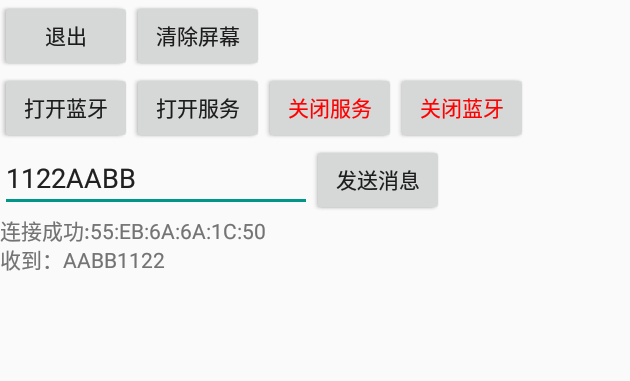 退出 清除屏幕
打开蓝牙 打开服务 关闭服务 关闭蓝牙
1122AABB 发送消息
连接成功:55:EB:6A:6A:1C:50
收到：AABB1122